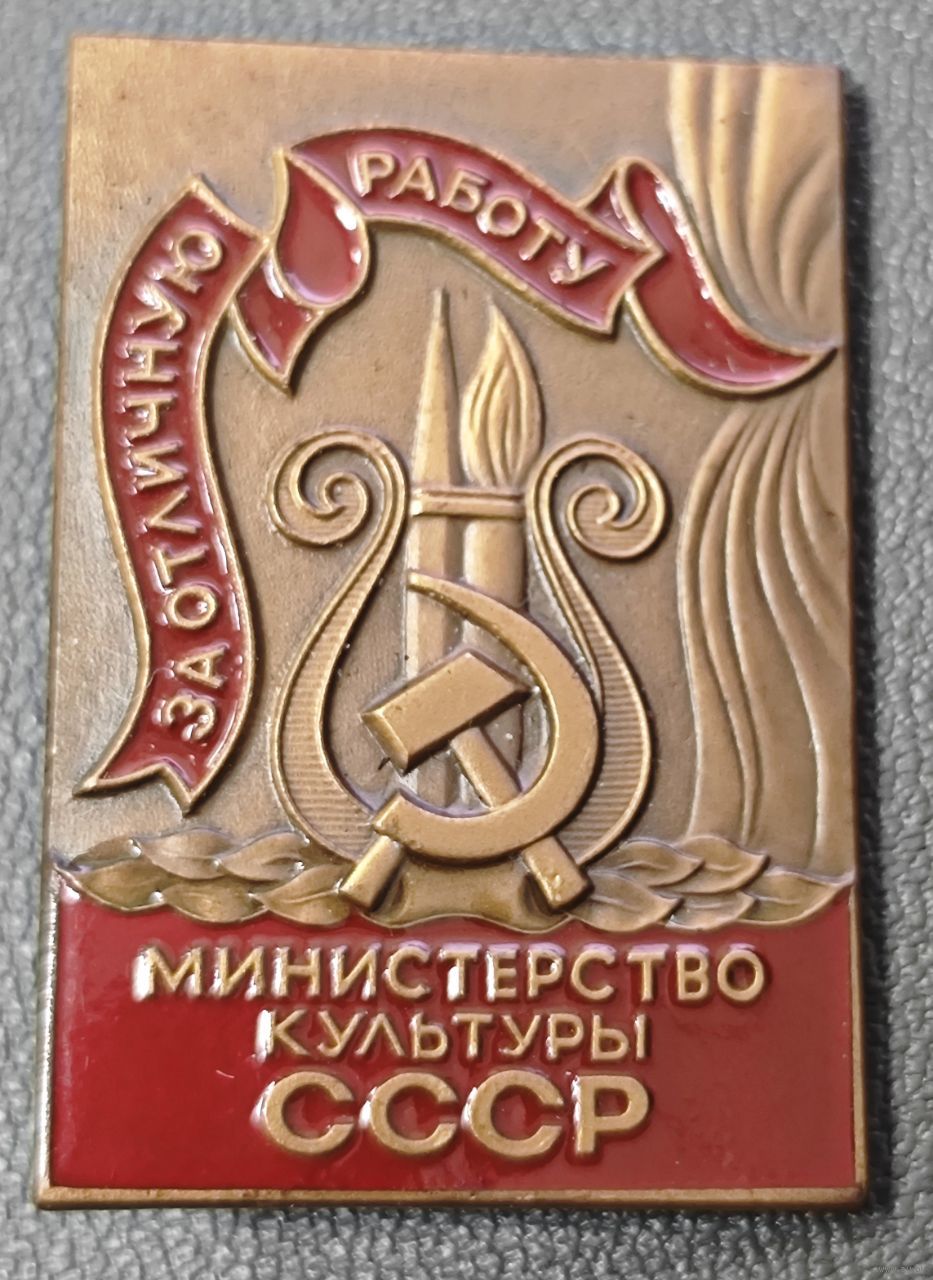 ЗА ОТЛИЧНУЮ
РАБОТУ
МИНИСТЕРСТВО
КУЛЬТУРЫ
СССР